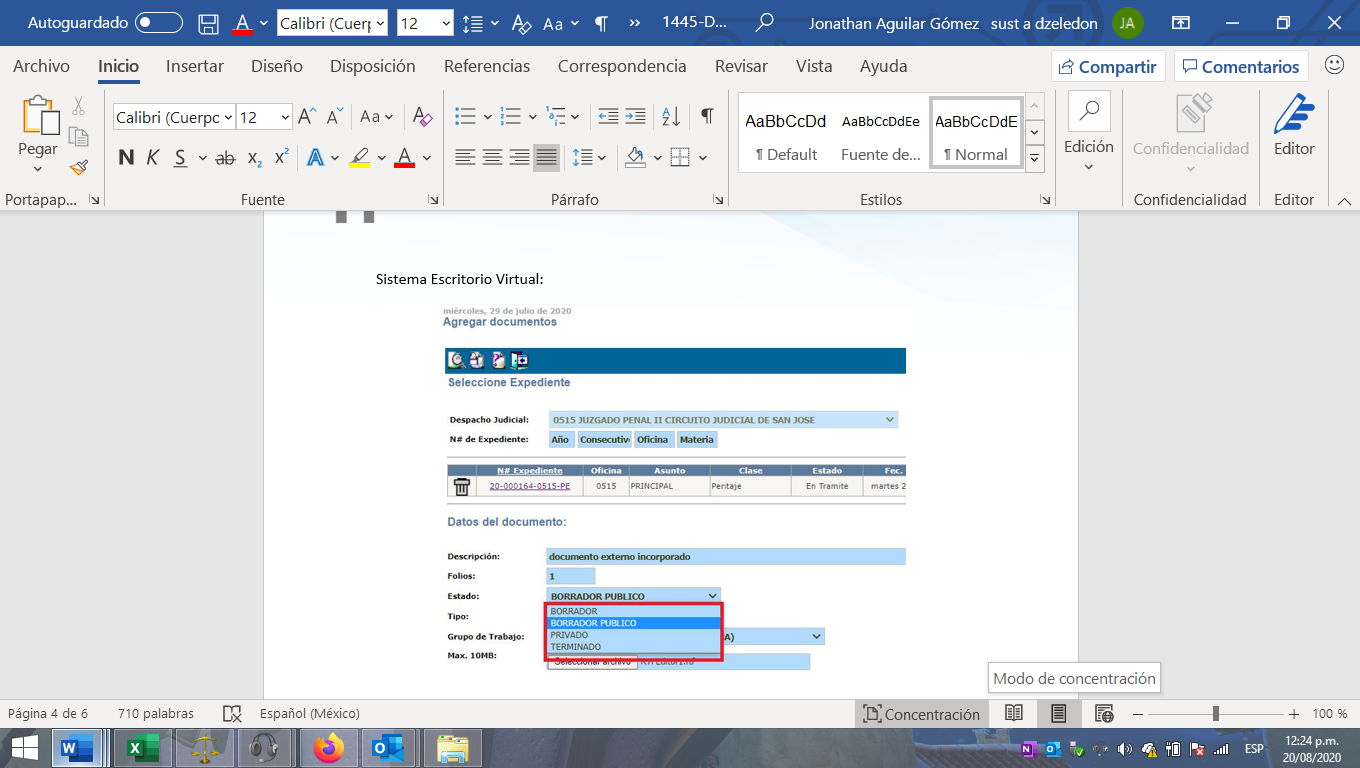 Autoguardado
Calibri (Cuerp
12
Aa
1445-D...
Jonathan Aguilar Gómez
sust a dzeledon
JA
Archivo
Inicio
Insertar
Diseño
Disposición
Referencias
Correspondencia
Revisar
Vista
Ayuda
Compartir
Comentarios
Pegar
Calibri (Cuerpo
12
Aa
N K S ab x₂ x² A A
AaBbCcDd
AaBbCcDdEe
AaBbCcDdE
¶ Default
Fuente de...
¶ Normal
Edición
Confidencialidad
Editor
Portapap...
Fuente
Párrafo
Estilos
Confidencialidad
Editor
Sistema Escritorio Virtual:
miércoles, 29 de julio de 2020
Agregar documentos
Seleccione Expediente
Despacho Judicial:
0515 JUZGADO PENAL II CIRCUITO JUDICIAL DE SAN JOSE
N# de Expediente:
Año
Consecutivo
Oficina
Materia
N# Expediente
Oficina
Asunto
Clase
Estado
Fec.
20-000164-0515-PE
0515
PRINCIPAL
Peritaje
En Tramite
martes 2
Datos del documento:
Descripción:
documento externo incorporado
Folios:
1
Estado:
BORRADOR PUBLICO
BORRADOR
Tipo:
BORRADOR PUBLICO
PRIVADO
Grupo de Trabajo:
A)
TERMINADO
Max. 10MB:
Seleccionar archivo
Modo de concentración
Página 4 de 6
710 palabras
Español (México)
Concentración
100 %
ESP
12:24 p.m.
20/08/2020